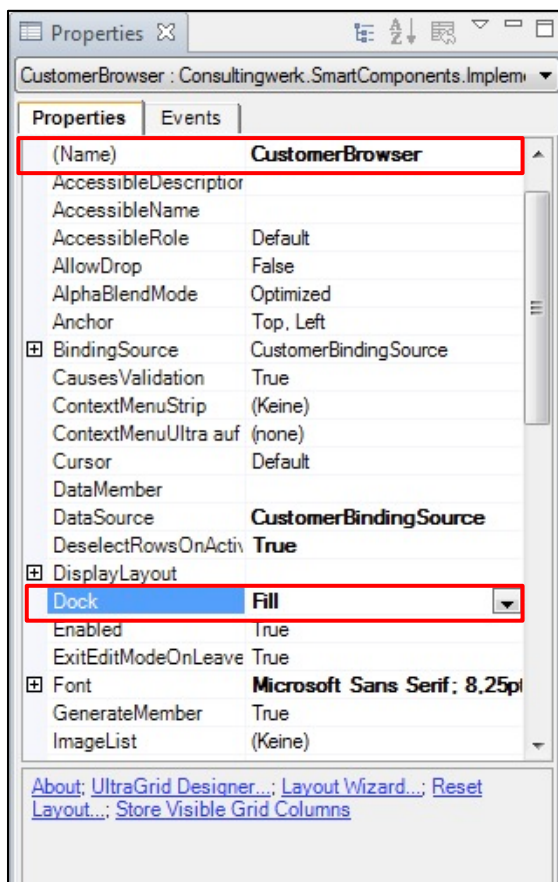 Properties
CustomerBrowser : Consultingwerk.SmartComponents.Implem
Properties Events
(Name) CustomerBrowser
AccessibleDescription
AccessibleName
AccessibleRole Default
AllowDrop False
AlphaBlendMode Optimized
Anchor Top, Left
BindingSource CustomerBindingSource
CausesValidation True
ContextMenuStrip (Keine)
ContextMenuUltra auf (none)
Cursor Default
DataMember
DataSource CustomerBindingSource
DeselectRowsOnActiv True
DisplayLayout
Dock Fill
Enabled True
ExitEditModeOnLeave True
Font Microsoft Sans Serif; 8,25pt
GenerateMember True
ImageList (Keine)
About; UltraGrid Designer...; Layout Wizard...; Reset
Layout...; Store Visible Grid Columns